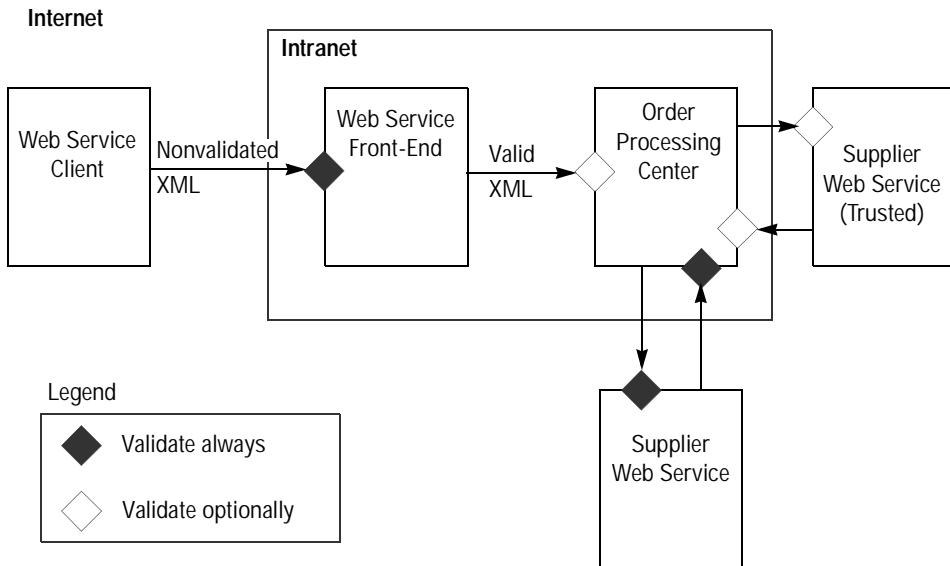 Internet
Intranet
Web Service
Client
Nonvalidated
XML
Web Service
Front-End
Valid
XML
Order
Processing
Center
Supplier
Web Service
(Trusted)
Supplier
Web Service
Legend
Validate always
Validate optionally